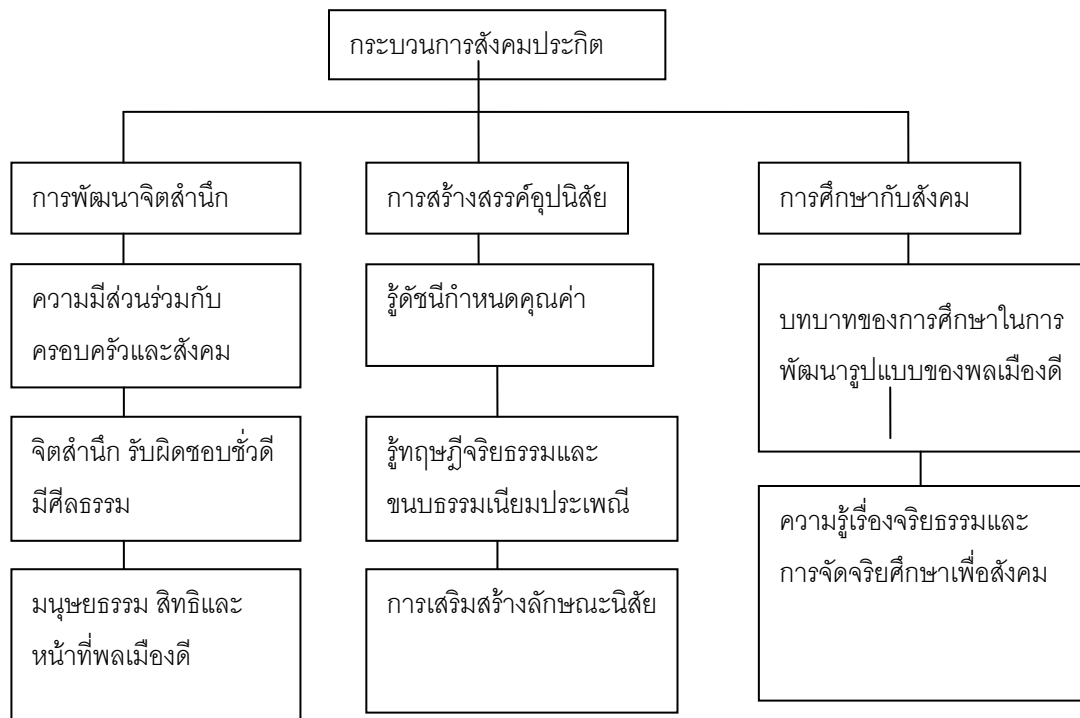 กระบวนการสังคมประกิต
การพัฒนาจิตสำนึก
ความมีส่วนร่วมกับ
ครอบครัวและสังคม
จิตสำนึก รับผิดชอบชั่วดี
มีศีลธรรม
มนุษยธรรม สิทธิและ
หน้าที่พลเมืองดี
การสร้างสรรค์อุปนิสัย
รู้ดัชนีกำหนดคุณค่า
รู้ทฤษฎีจริยธรรมและ
ขนบธรรมเนียมประเพณี
การเสริมสร้างลักษณะนิสัย
การศึกษากับสังคม
บทบาทของการศึกษาในการ
พัฒนารูปแบบของพลเมืองดี
ความรู้เรื่องจริยธรรมและ
การจัดจริยศึกษาเพื่อสังคม